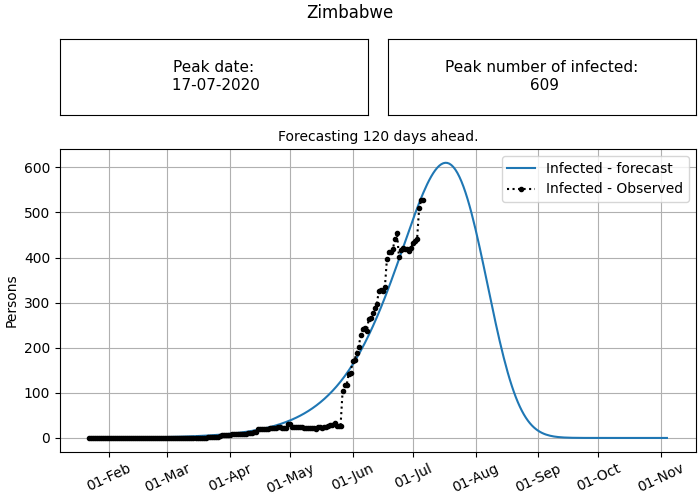 Zimbabwe
Peak date:
17-07-2020
Peak number of infected:
609
Forecasting 120 days ahead.
Infected - forecast
Infected - Observed
Persons
600
500
400
300
200
100
0
01-Feb
01-Mar
01-Apr
01-May
01-Jun
01-Jul
01-Aug
01-Sep
01-Oct
01-Nov